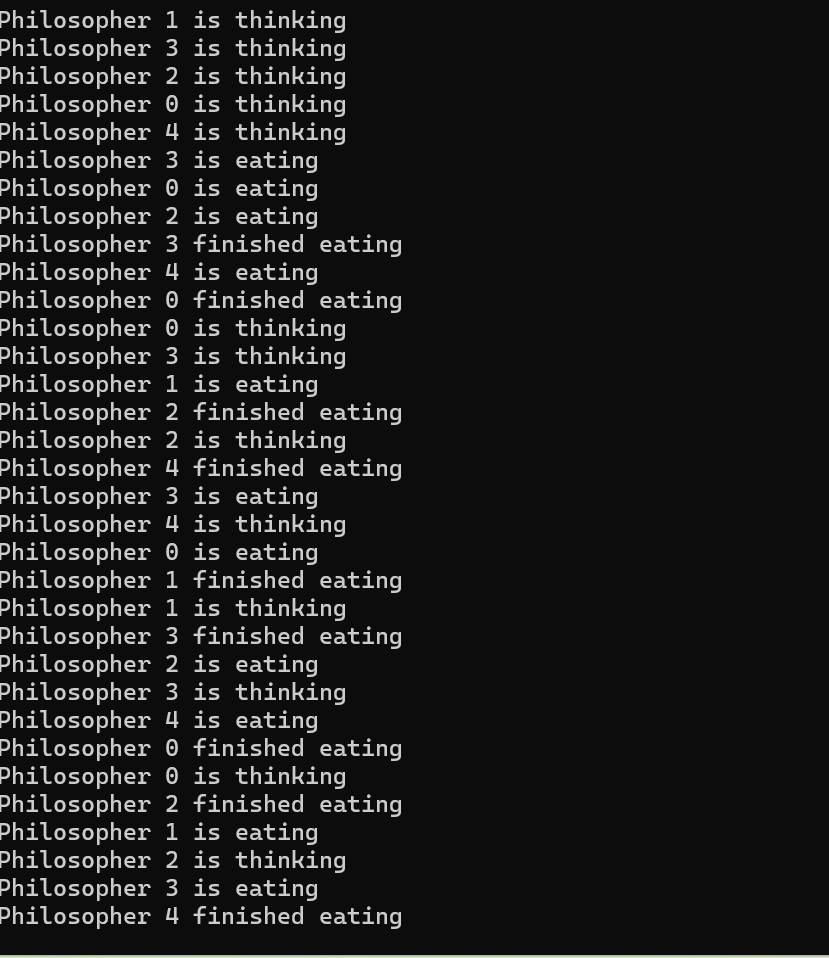 Philosopher 1 is thinking
Philosopher 3 is thinking
Philosopher 2 is thinking
Philosopher 0 is thinking
Philosopher 4 is thinking
Philosopher 3 is eating
Philosopher 0 is eating
Philosopher 2 is eating
Philosopher 3 finished eating
Philosopher 4 is eating
Philosopher 0 finished eating
Philosopher 0 is thinking
Philosopher 3 is thinking
Philosopher 1 is eating
Philosopher 2 finished eating
Philosopher 2 is thinking
Philosopher 4 finished eating
Philosopher 3 is eating
Philosopher 4 is thinking
Philosopher 0 is eating
Philosopher 1 finished eating
Philosopher 1 is thinking
Philosopher 3 finished eating
Philosopher 2 is eating
Philosopher 3 is thinking
Philosopher 4 is eating
Philosopher 0 finished eating
Philosopher 0 is thinking
Philosopher 2 finished eating
Philosopher 1 is eating
Philosopher 2 is thinking
Philosopher 3 is eating
Philosopher 4 finished eating